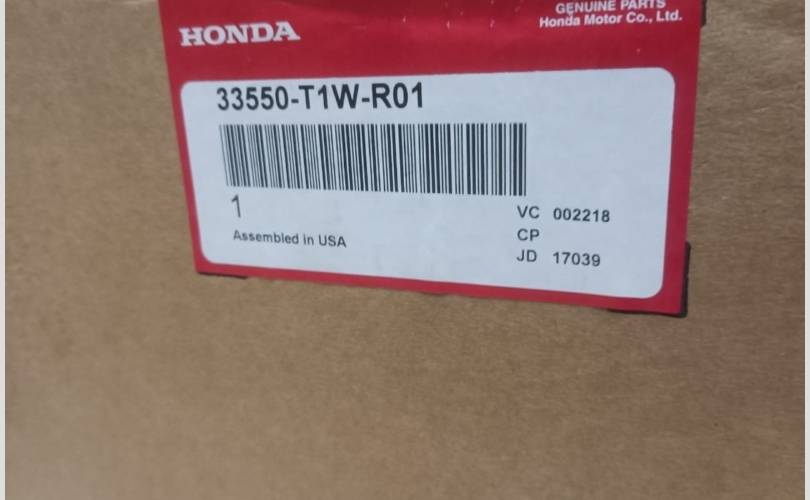 HONDA
GENUINE PARTS
Honda Motor Co., Ltd.
33550-T1W-R01
1
Assembled in USA
VC 002218
CP
JD 17039